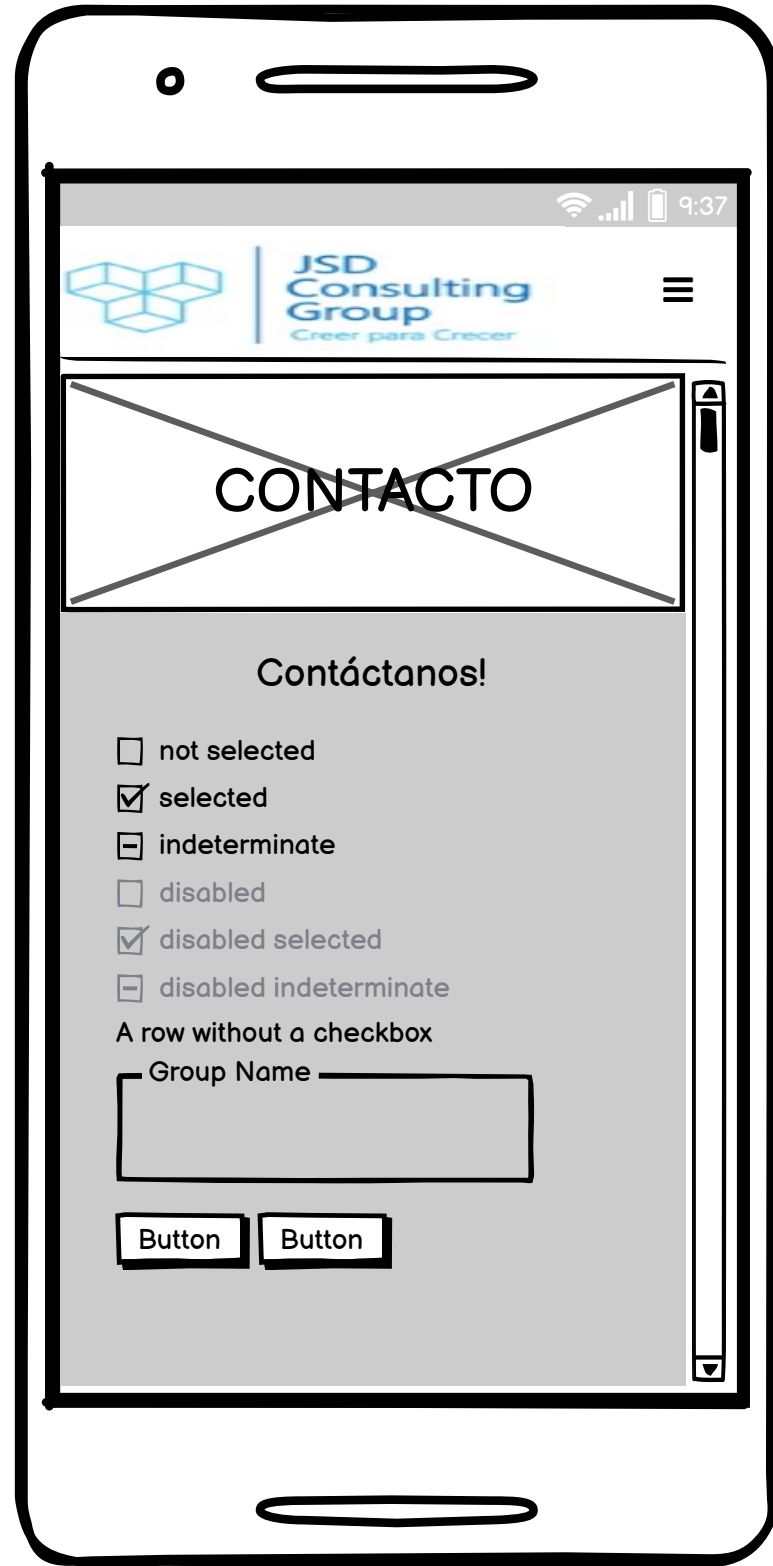 9:37
JSD
Consulting
Group
Creer para Crecer
CONTACTO
Contáctanos!
not selected
selected
indeterminate
disabled
disabled selected
disabled indeterminate
A row without a checkbox
Group Name
Button Button